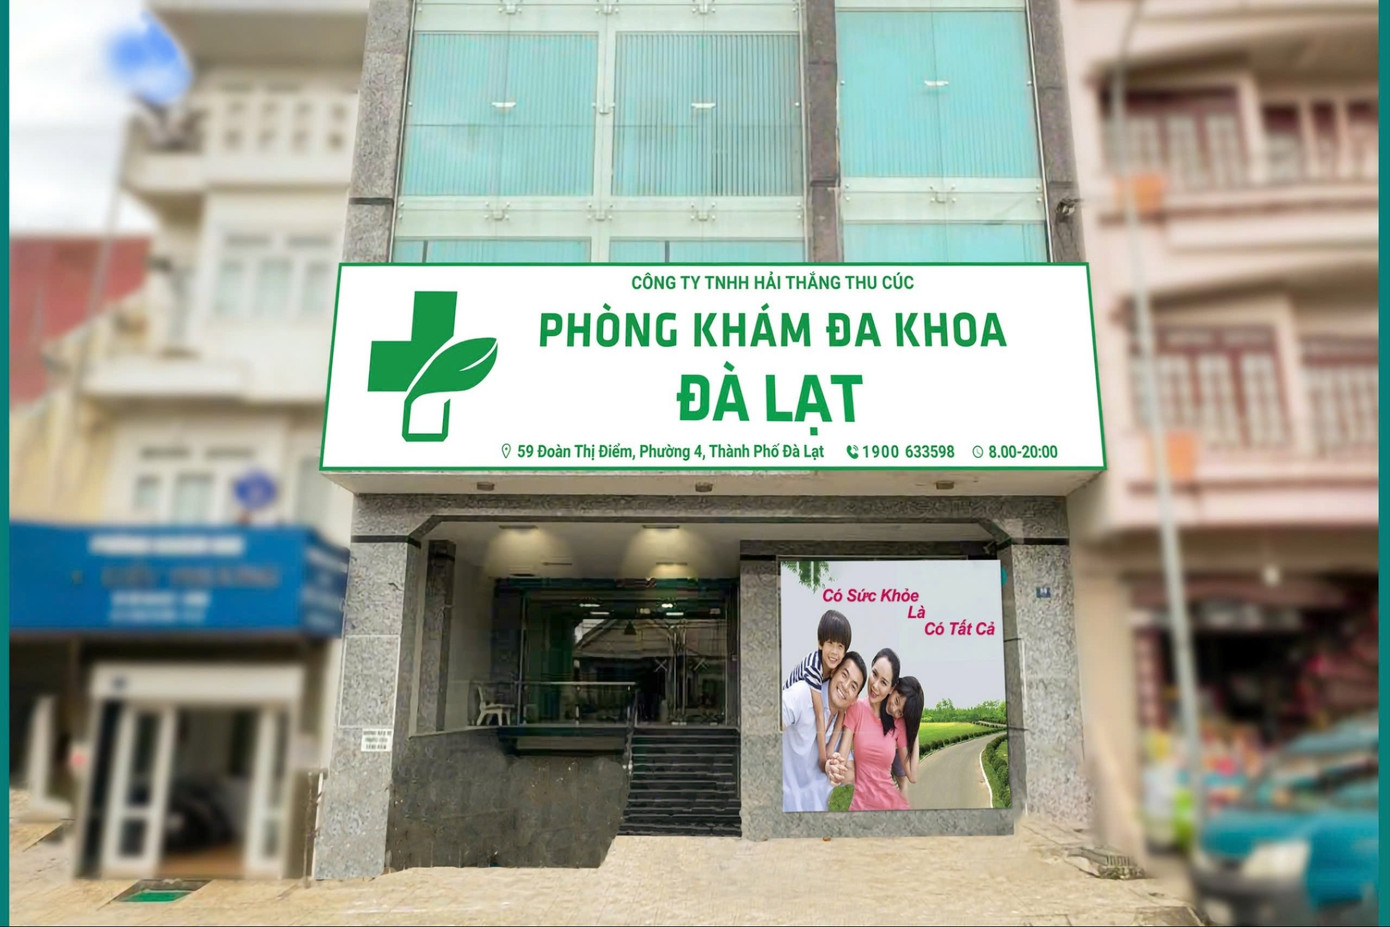 CÔNG TY TNHH HẢI THẮNG THU CÚC
PHÒNG KHÁM ĐA KHOA
ĐÀ LẠT
59 Đoàn Thị Điểm, Phường 4, Thành Phố Đà Lạt 1900 633598 8.00-20:00
Có Sức Khỏe
Là
Có Tất Cả